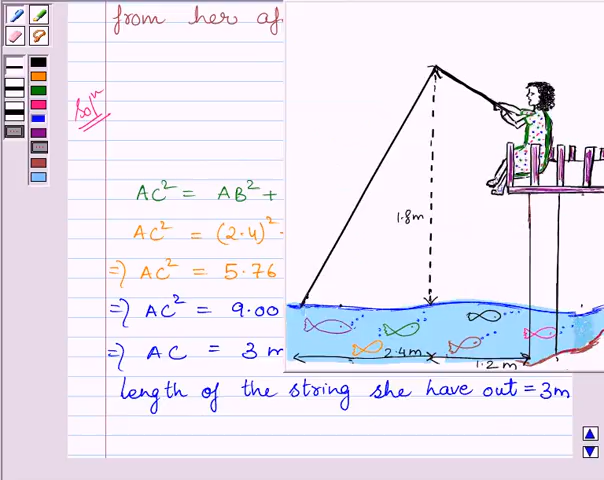 from her af
Solⁿ
AC² = AB² +
AC² = (2.4)²
⇒) AC² = 5.76
⇒) AC² = 9.00
⇒) AC = 3 m
length of the string she have out = 3m
1.8m
2.4m
1.2 m